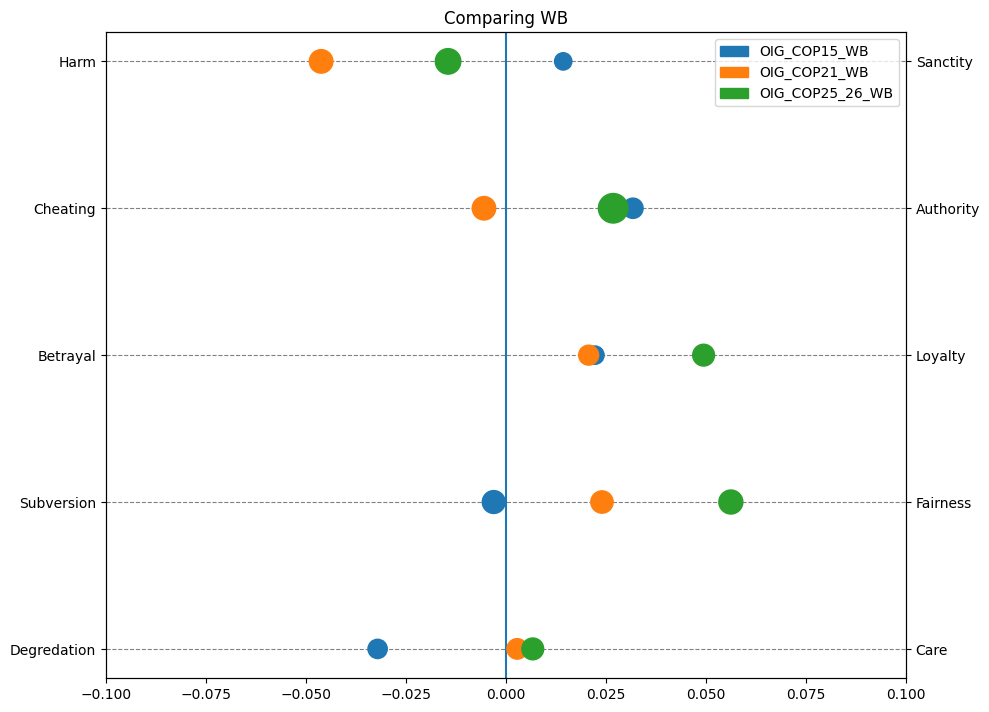 Comparing WB
Harm
Sanctity
OIG_COP15_WB
OIG_COP21_WB
OIG_COP25_26_WB
Cheating
Authority
Betrayal
Loyalty
Subversion
Fairness
Degredation
Care
−0.100 −0.075 −0.050 −0.025 0.000 0.025 0.050 0.075 0.100